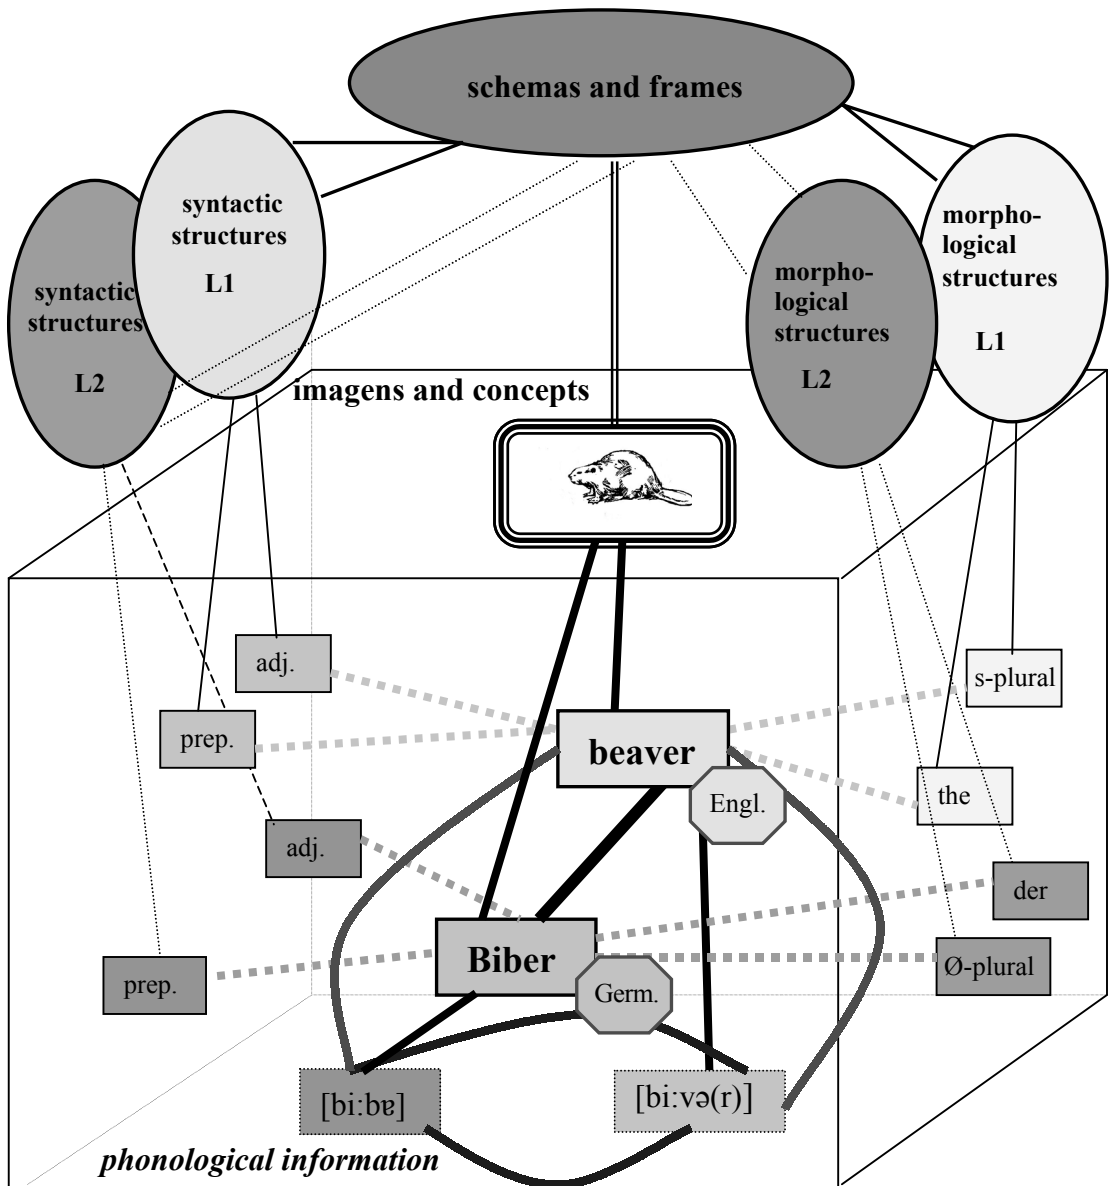 schemas and frames
syntactic
structures
L1
syntactic
structures
L2
morpho-
logical
structures
L1
morpho-
logical
structures
L2
imagens and concepts
adj.
prep.
s-plural
the
beaver
Engl.
adj.
prep.
der
Ø-plural
Biber
Germ.
[bi:bɐ]
[bi:və(r)]
phonological information